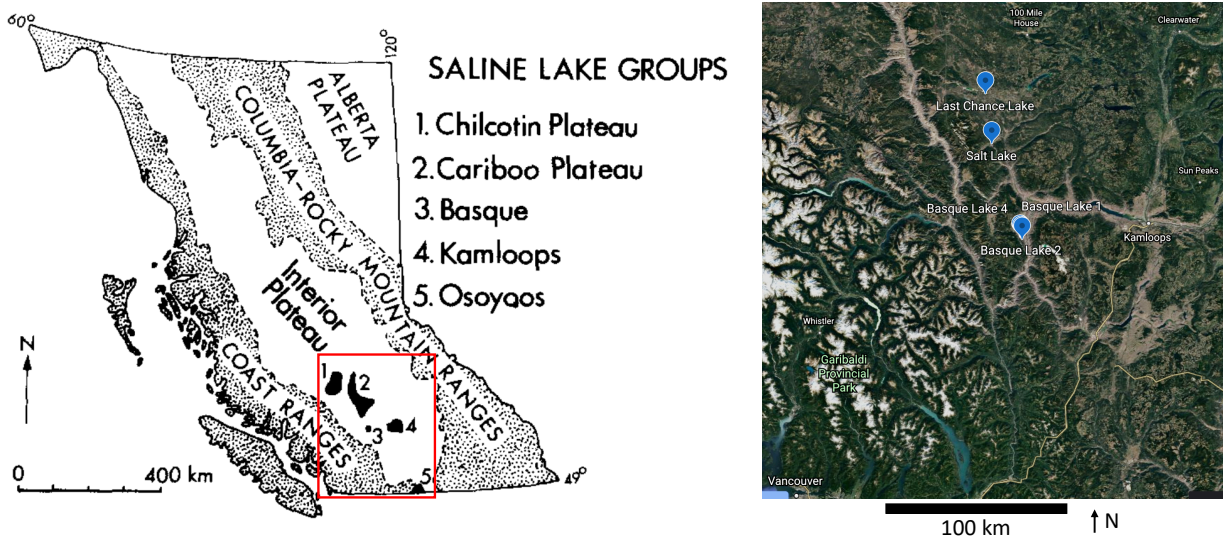 60°
120°
SALINE LAKE GROUPS
1. Chilcotin Plateau
2. Cariboo Plateau
3. Basque
4. Kamloops
5. Osoyoos
ALBERTA
PLATEAU
COLUMBIA-ROCKY MOUNTAIN RANGES
Interior
Plateau
COAST RANGES
N
1
2
3
4
5
49°
0 400 km
100 Mile
House
Clearwater
Last Chance Lake
Salt Lake
Sun Peaks
Basque Lake 4
Basque Lake 1
Kamloops
Basque Lake 2
Whistler
Garibaldi
Provincial
Park
Vancouver
100 km
N